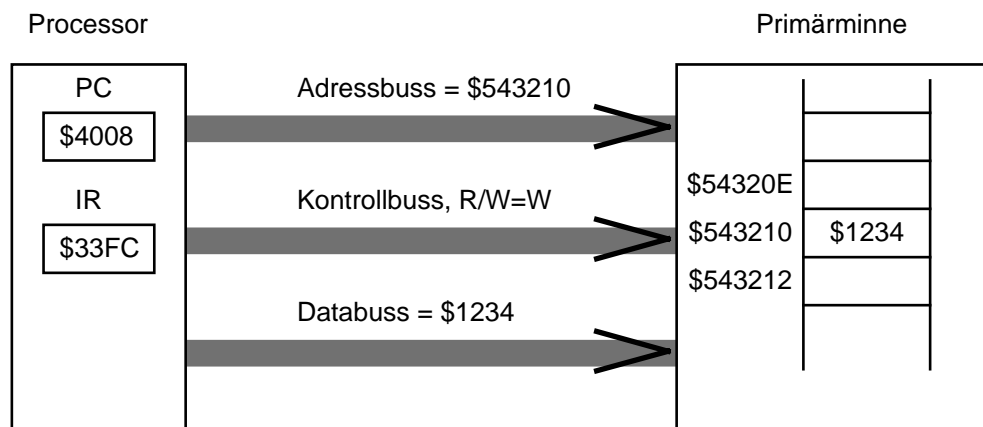 Processor
Primärminne
PC
Adressbuss = $543210
$4008
IR
Kontrollbuss, R/W=W
$54320E
$33FC
$543210
$1234
$543212
Databuss = $1234